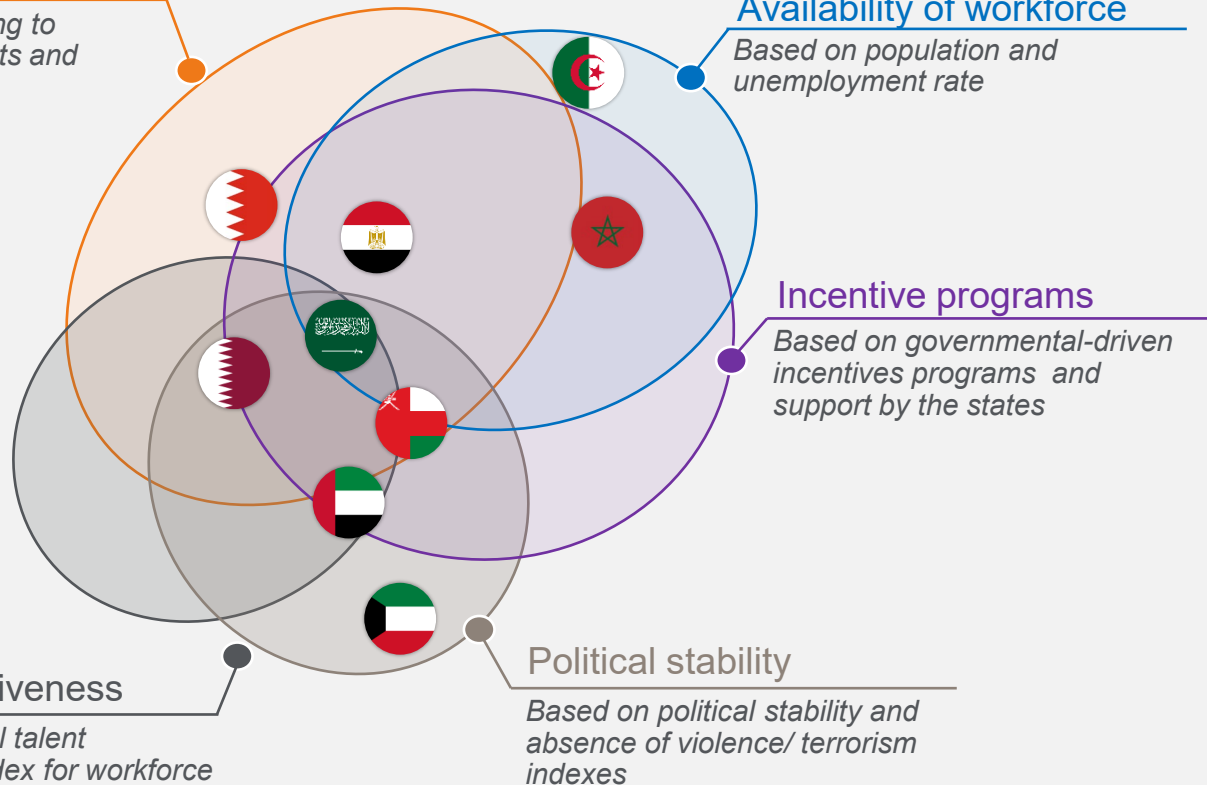 ng to
ts and
Availability of workforce
Based on population and
unemployment rate
Incentive programs
Based on governmental-driven
incentives programs and
support by the states
Political stability
Based on political stability and
absence of violence/ terrorism
indexes
iveness
l talent
dex for workforce